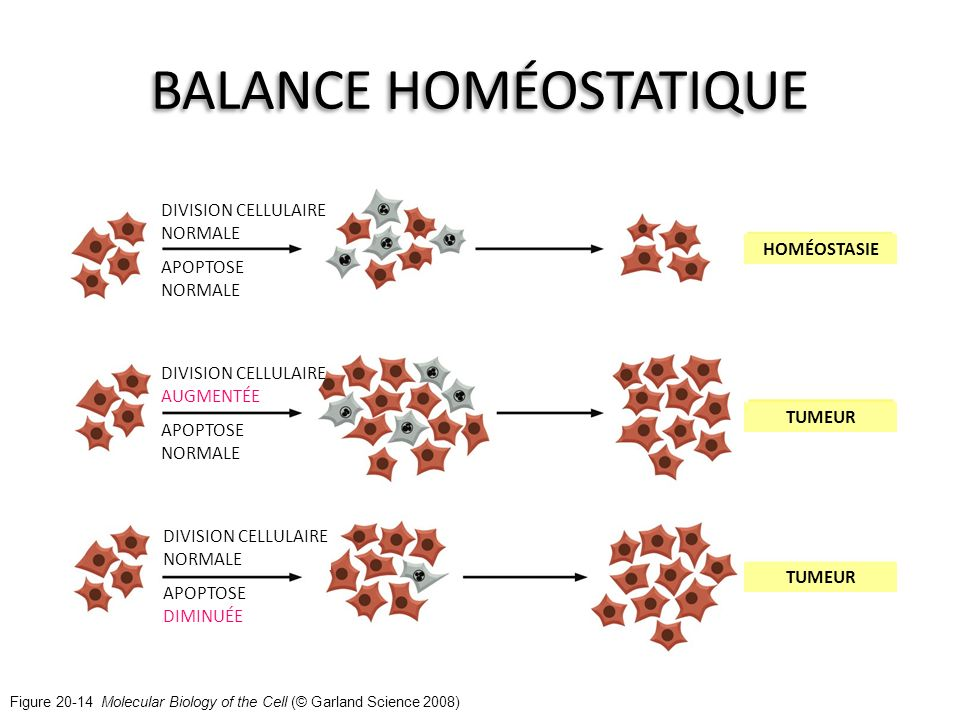 BALANCE HOMÉOSTATIQUE
DIVISION CELLULAIRE
NORMALE
APOPTOSE
NORMALE
HOMÉOSTASIE
DIVISION CELLULAIRE
AUGMENTÉE
APOPTOSE
NORMALE
TUMEUR
DIVISION CELLULAIRE
NORMALE
APOPTOSE
DIMINUÉE
TUMEUR
Figure 20-14 Molecular Biology of the Cell (© Garland Science 2008)